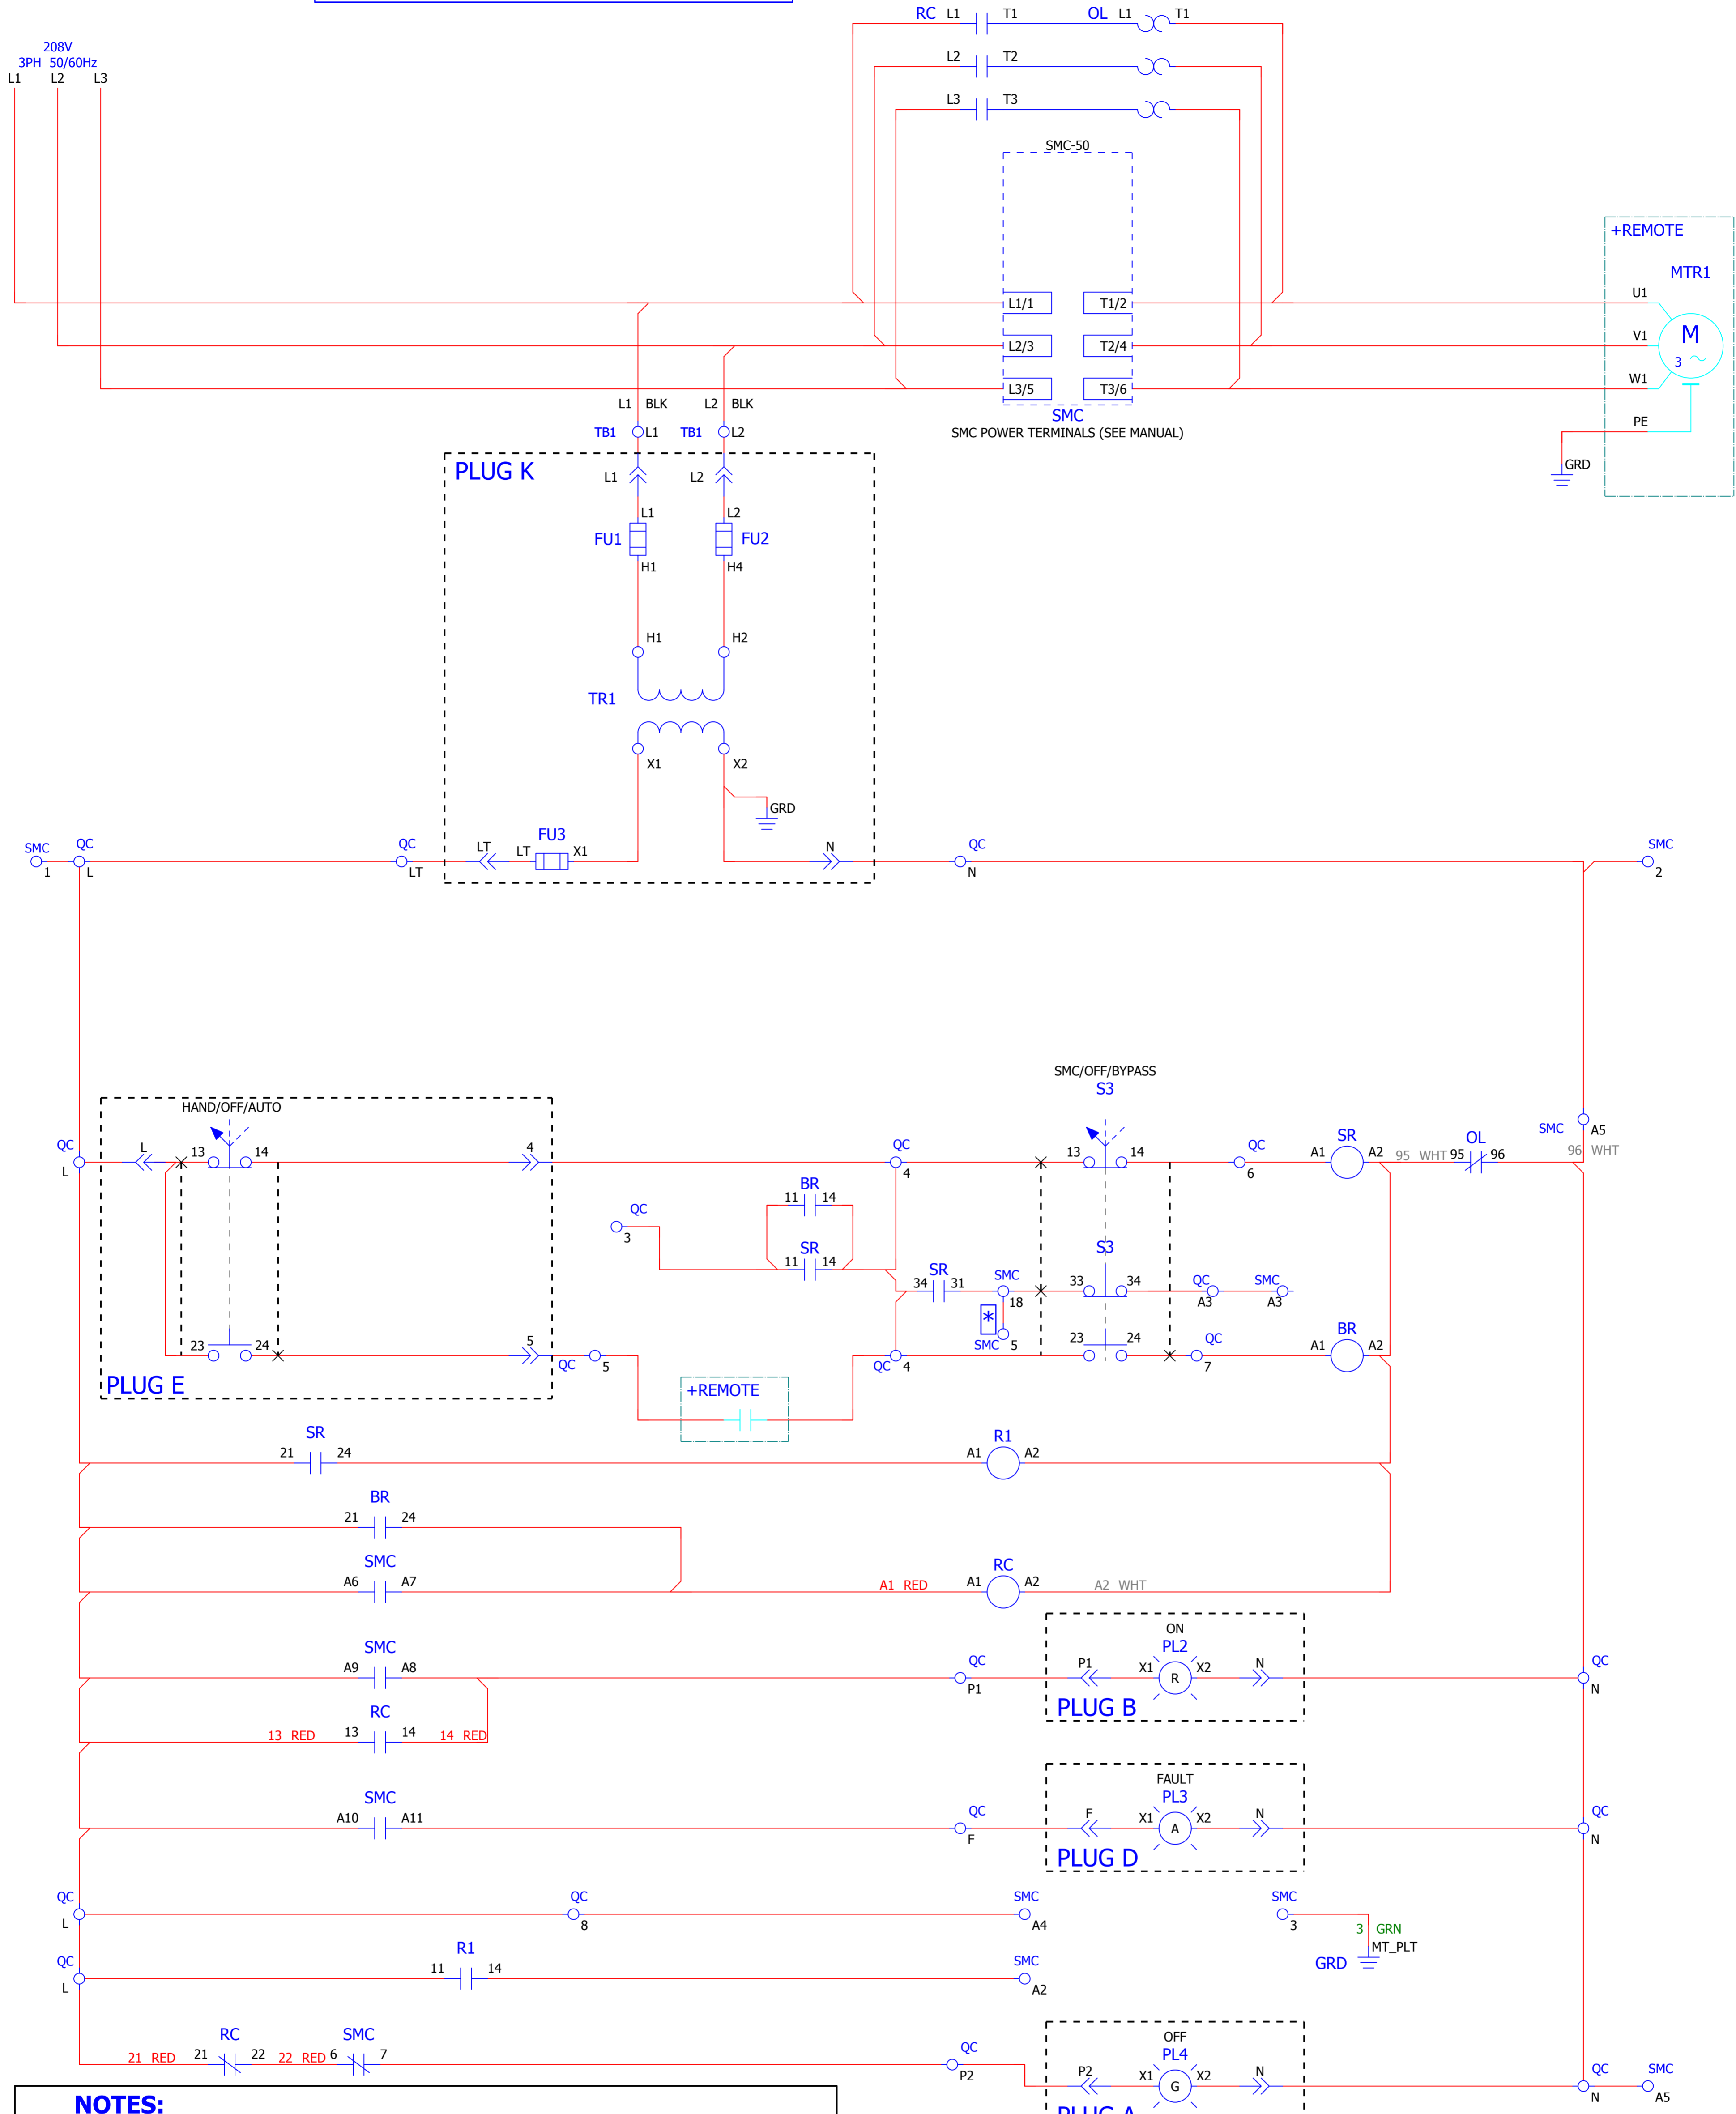 RC L1 T1 OL L1 T1
208V
3PH 50/60Hz
L1 L2 L3
L2 T2
L3 T3
SMC-50
+REMOTE
MTR1
L1/1 T1/2 U1
M
3
L2/3 T2/4 V1
L3/5 T3/6 W1
SMC
SMC POWER TERMINALS (SEE MANUAL)
L1 BLK L2 BLK
TB1 L1 TB1 L2
PE
GRD
PLUG K
L1 L2
L1 L2
FU1 FU2
H1 H4
H1 H2
TR1
X1 X2
GRD
SMC QC QC LT LT FU3 X1 N QC SMC
1 L LT N 2
SMC/OFF/BYPASS
S3
HAND/OFF/AUTO
QC L 13 14 4 QC 13 14 QC SR OL SMC A5
L 4 6 A1 A2 95 WHT 95 96 96 WHT
BR
11 14
QC
3
SR
11 14
S3
SR
34 31 SMC 33 34 QC SMC
18 A3 A3
*
23 24 5 SMC 5 23 24 QC BR
QC 5 QC 4 7 A1 A2
PLUG E
+REMOTE
SR R1
21 24 A1 A2
BR
21 24
SMC RC
A6 A7 A1 RED A1 A2 A2 WHT
ON
SMC QC PL2 QC
A9 A8 P1 X1 R X2 N
P1 N
PLUG B
RC
13 RED 13 14 14 RED
FAULT
SMC QC PL3 QC
A10 A11 F X1 A X2 N
F N
PLUG D
QC QC SMC SMC
L 8 A4 3
3 GRN
MT_PLT
GRD
QC R1 SMC
11 14
L A2
OFF
RC SMC QC PL4 QC SMC
21 RED 21 22 22 RED 6 7
P2 P2 X1 G X2 N N A5
NOTES:
PLUG A